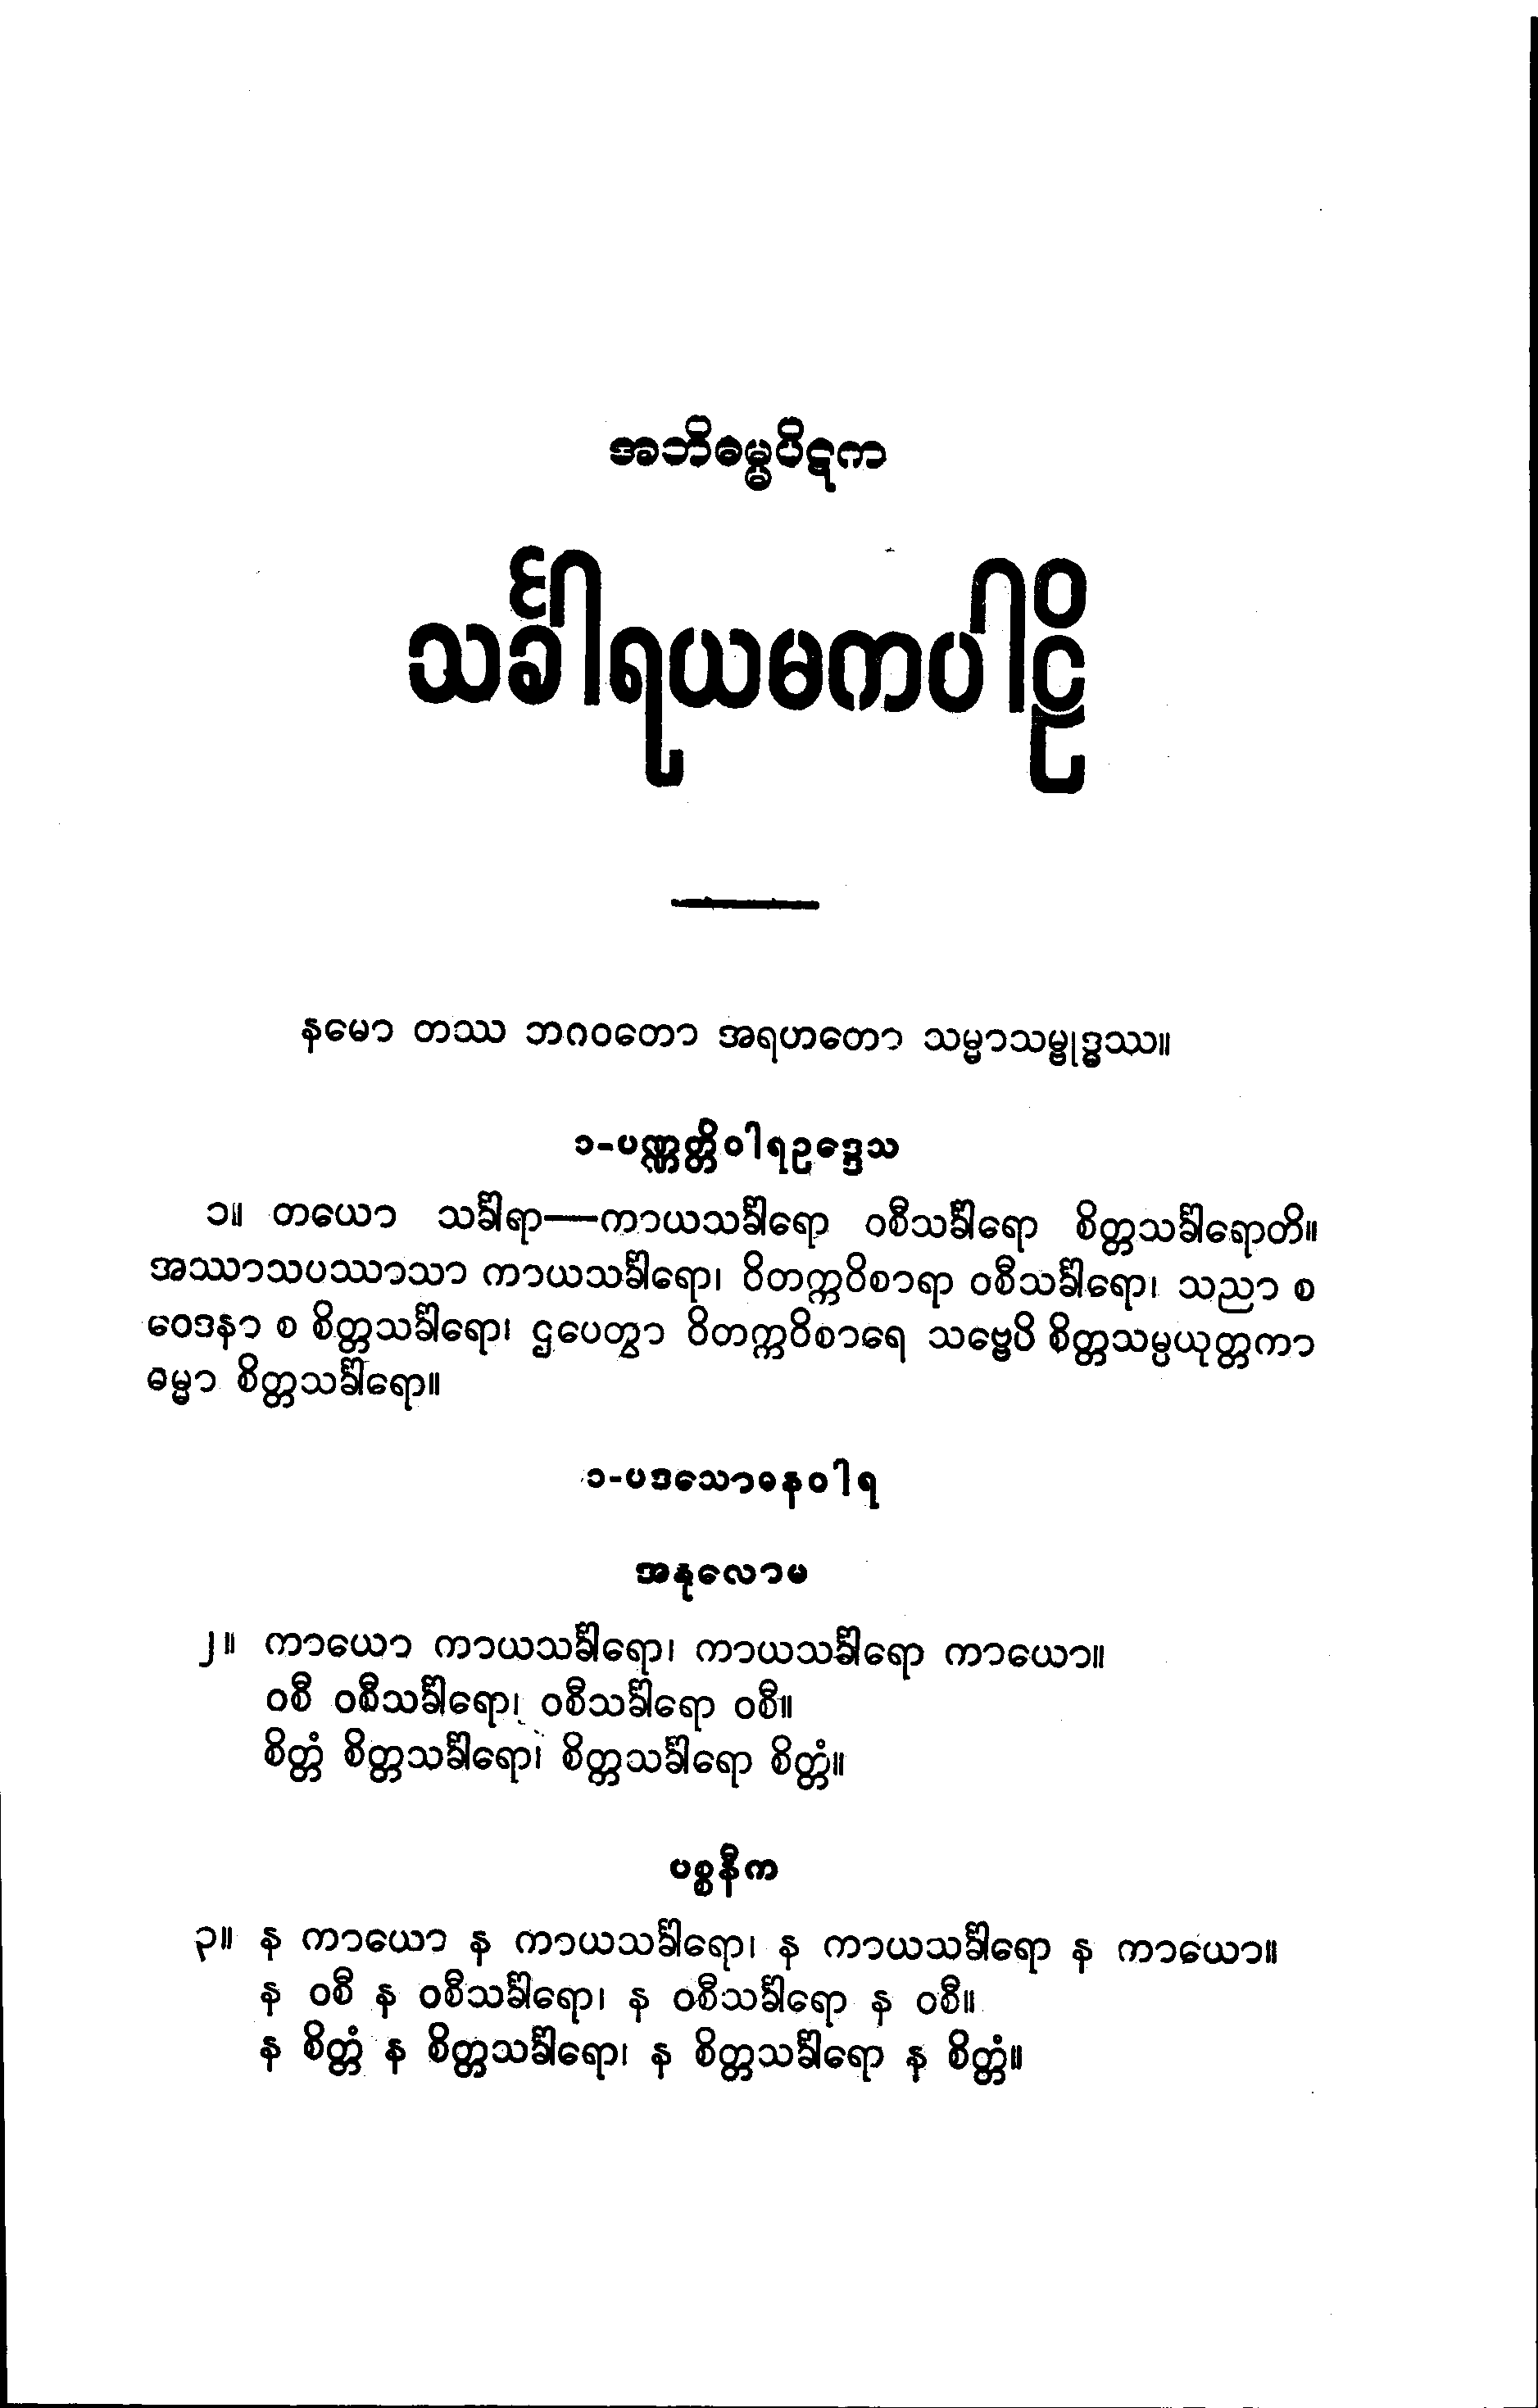 အဘိဓမ္မပိဋက
သင်္ခါရယမကပါဠိ
နမော တဿ ဘဂဝတော အရဟတော သမ္မာသမ္ဗုဒ္ဓဿ။
၁-ပဏ္ဏတ္တိဝါရဥဒ္ဒေသ
၁။ တယော သင်္ခါရာ—ကာယသင်္ခါရော ဝစီသင်္ခါရော စိတ္တသင်္ခါရောတိ။
အဿာသပဿာသာ ကာယသင်္ခါရော၊ ဝိတက္ကဝိစာရာ ဝစီသင်္ခါရော၊ သညာ စ
ဝေဒနာ စ စိတ္တသင်္ခါရော၊ ဌပေတွာ ဝိတက္ကဝိစာရေ သဗ္ဗေပိ စိတ္တသမ္ပယုတ္တကာ
ဓမ္မာ စိတ္တသင်္ခါရော။
၁-ပဒသောဓနဝါရ
အနုလောမ
၂။ ကာယော ကာယသင်္ခါရော၊ ကာယသင်္ခါရော ကာယော။
ဝစီ ဝစီသင်္ခါရော၊ ဝစီသင်္ခါရော ဝစီ။
စိတ္တံ စိတ္တသင်္ခါရော၊ စိတ္တသင်္ခါရော စိတ္တံ။
ပစ္စနီက
၃။ န ကာယော န ကာယသင်္ခါရော၊ န ကာယသင်္ခါရော န ကာယော။
န ဝစီ န ဝစီသင်္ခါရော၊ န ဝစီသင်္ခါရော န ဝစီ။
န စိတ္တံ န စိတ္တသင်္ခါရော၊ န စိတ္တသင်္ခါရော န စိတ္တံ။